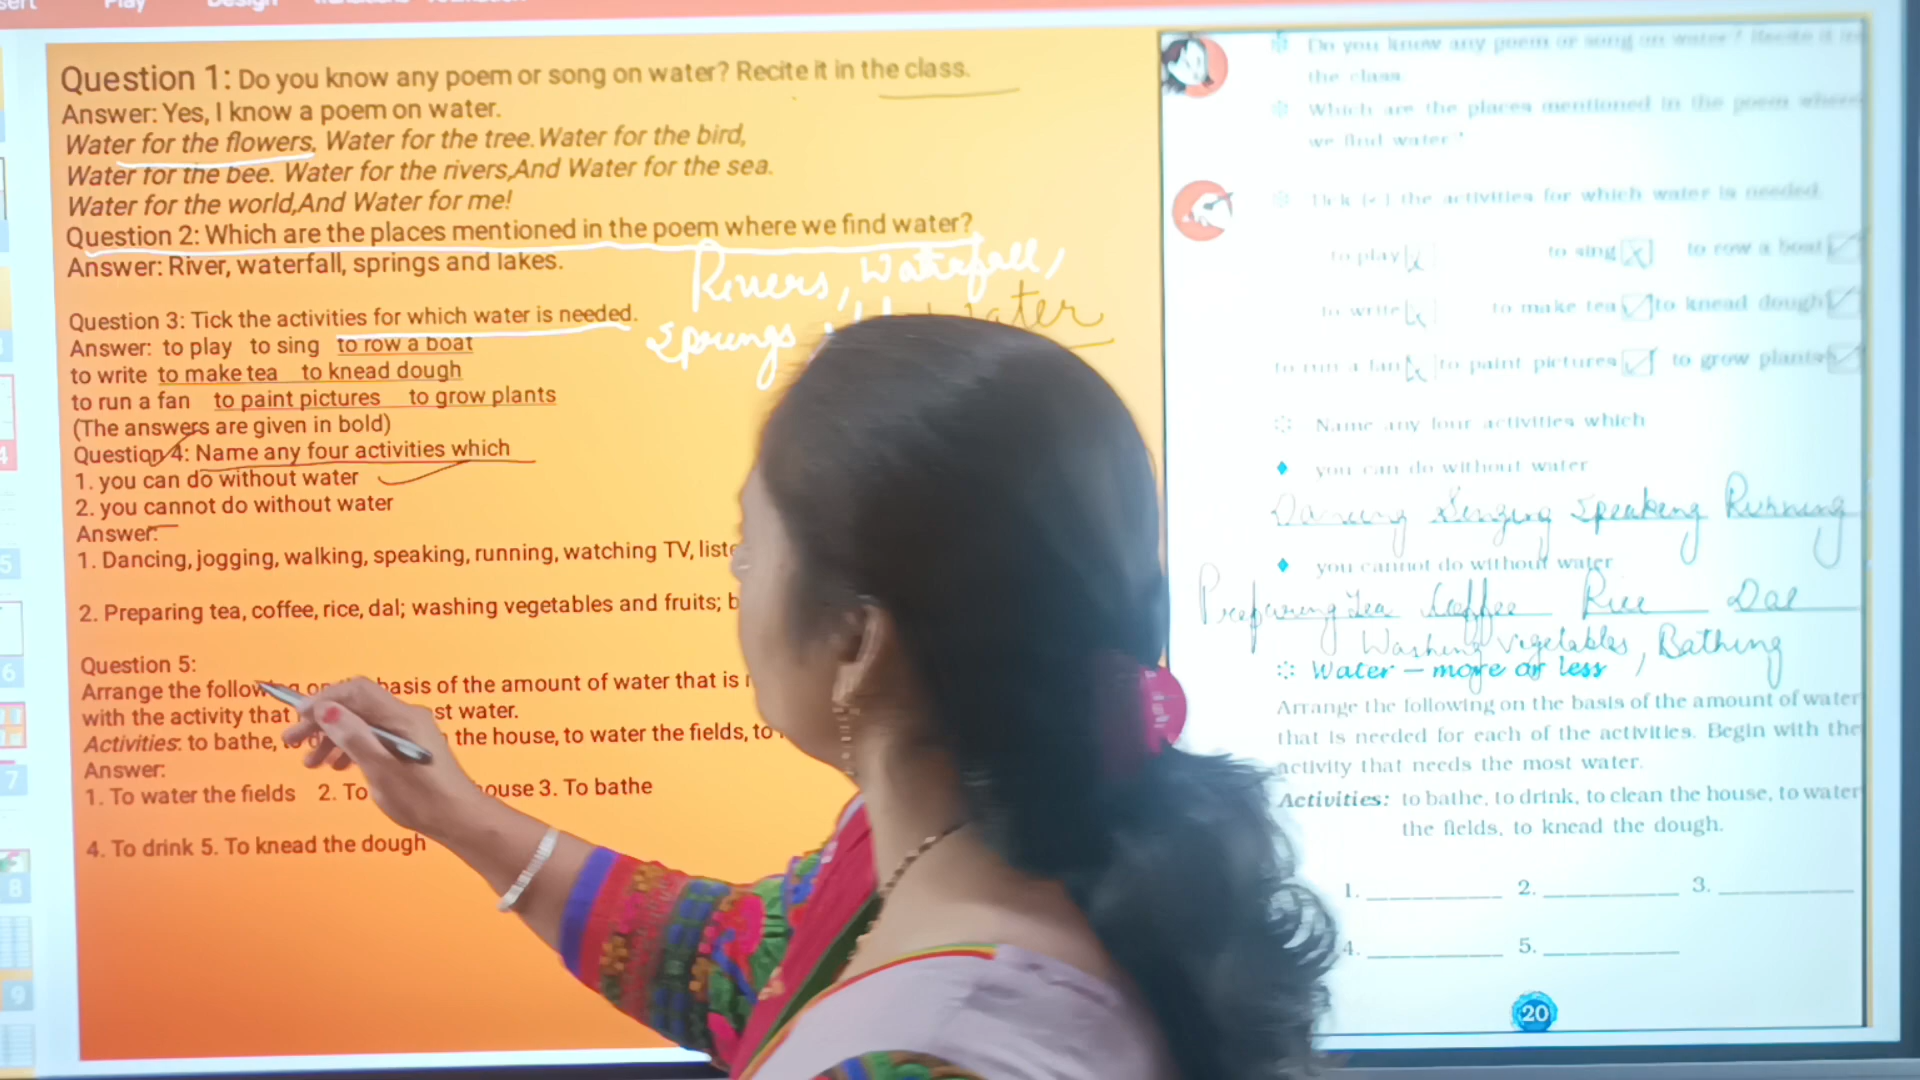 Play Design
Question 1: Do you know any poem or song on water? Recite it in the class.
Answer: Yes, I know a poem on water.
Water for the flowers. Water for the tree. Water for the bird,
Water for the bee. Water for the rivers,And Water for the sea.
Water for the world,And Water for me!
Question 2: Which are the places mentioned in the poem where we find water?
Answer: River, waterfall, springs and lakes.
Rivers, Waterfall,
Springs
Question 3: Tick the activities for which water is needed.
Answer: to play to sing to row a boat
to write to make tea to knead dough
to run a fan to paint pictures to grow plants
(The answers are given in bold)
Question 4: Name any four activities which
1. you can do without water
2. you cannot do without water
Answer:
1. Dancing, jogging, walking, speaking, running, watching TV,
2. Preparing tea, coffee, rice, dal; washing vegetables and fruits;
Question 5:
Arrange the following basis of the amount of water that is
with the activity that water.
Activities: to bathe, the house, to water the fields, to
Answer:
1. To water the fields 2. To 3. To bathe
4. To drink 5. To knead the dough
Do you know any poem or song on water? Recite it in
the class.
Which are the places mentioned in the poem where
we find water?
Tick (✓) the activities for which water is needed.
to play to sing to row a boat
to write to make tea to knead dough
to run a fan to paint pictures to grow plants
Name any four activities which
you can do without water
Dancing Singing Speaking Running
you cannot do without water
Preparing Tea Coffee Rice Dal
Washing vegetables, Bathing
Water – more or less
Arrange the following on the basis of the amount of water
that is needed for each of the activities. Begin with the
activity that needs the most water.
Activities: to bathe, to drink, to clean the house, to water
the fields, to knead the dough.
1. 2. 3.
4. 5.
20